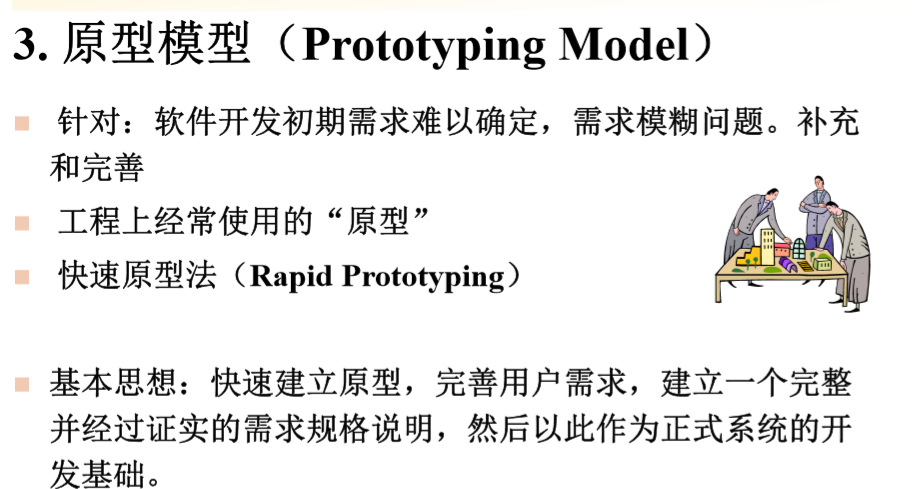 3. 原型模型（Prototyping Model）
针对：软件开发初期需求难以确定，需求模糊问题。补充
和完善
工程上经常使用的“原型”
快速原型法（Rapid Prototyping）
基本思想：快速建立原型，完善用户需求，建立一个完整
并经过证实的需求规格说明，然后以此作为正式系统的开
发基础。